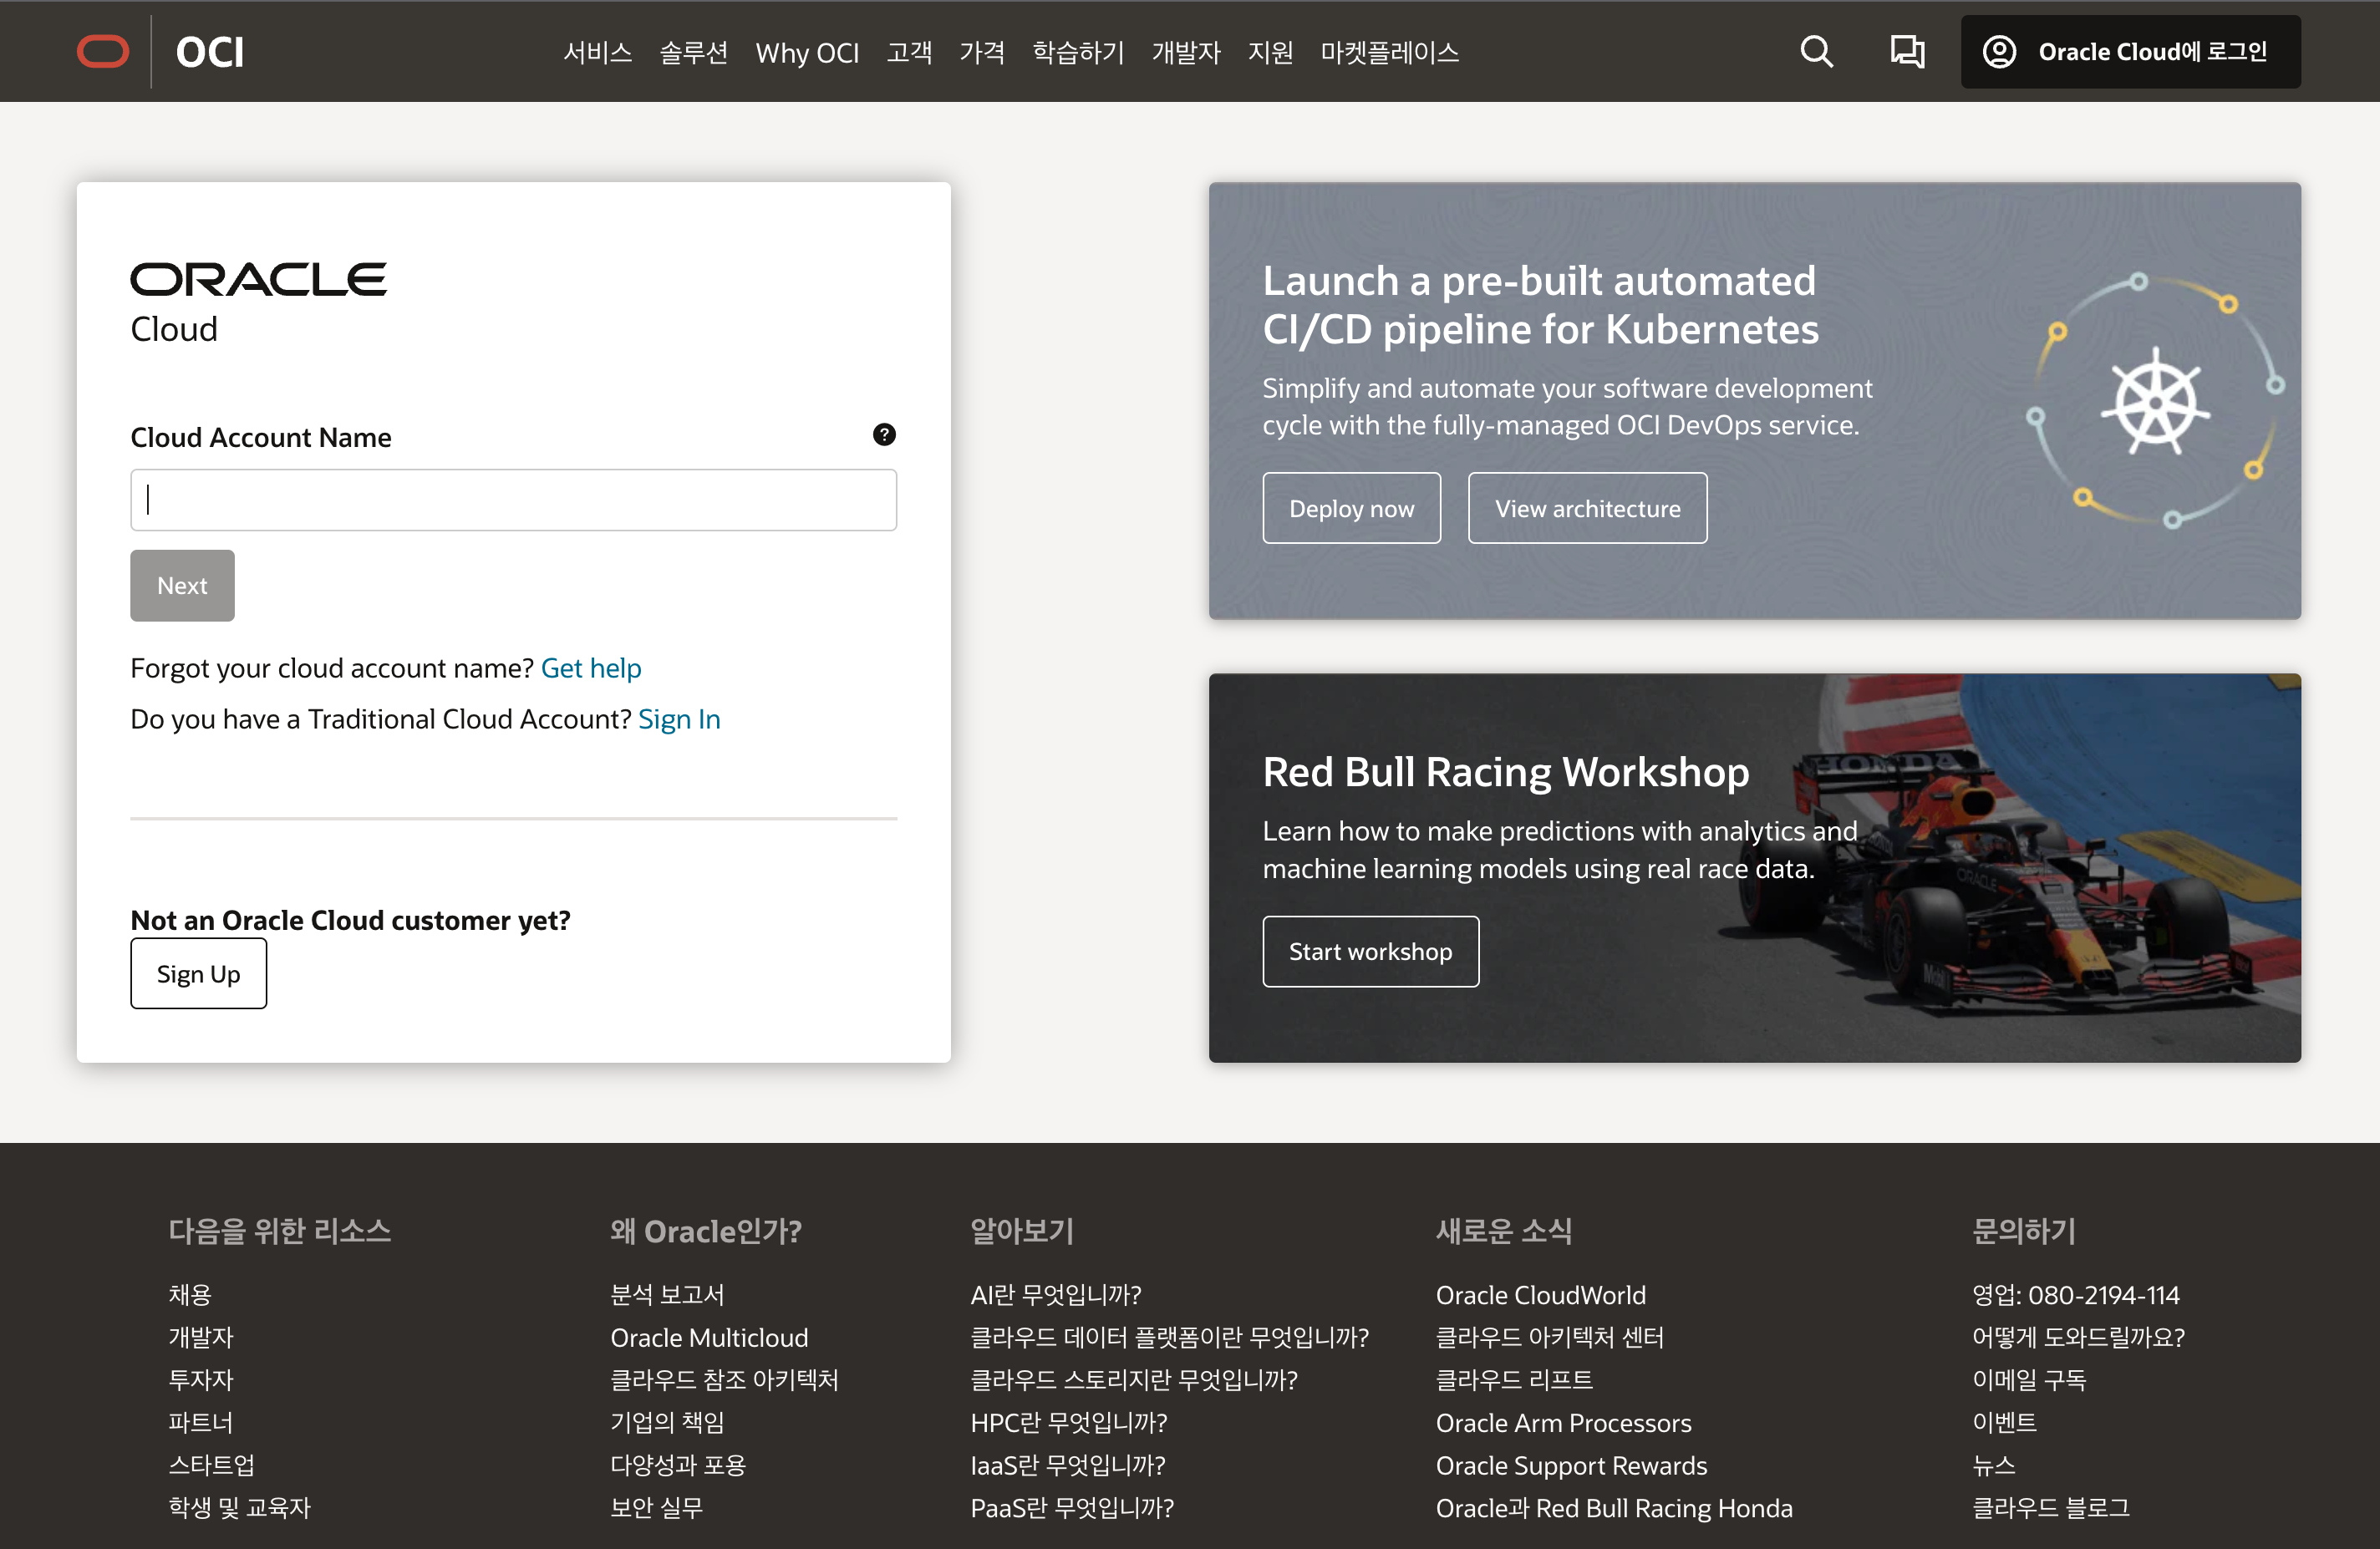 OCI
서비스 솔루션 Why OCI 고객 가격 학습하기 개발자 지원 마켓플레이스
Oracle Cloud에 로그인
ORACLE
Cloud
Cloud Account Name
?
Next
Forgot your cloud account name? Get help
Do you have a Traditional Cloud Account? Sign In
Not an Oracle Cloud customer yet?
Sign Up
Launch a pre-built automated
CI/CD pipeline for Kubernetes
Simplify and automate your software development
cycle with the fully-managed OCI DevOps service.
Deploy now View architecture
Red Bull Racing Workshop
Learn how to make predictions with analytics and
machine learning models using real race data.
Start workshop
HONDA
ORACLE
Mobil
다음을 위한 리소스
채용
개발자
투자자
파트너
스타트업
학생 및 교육자
왜 Oracle인가?
분석 보고서
Oracle Multicloud
클라우드 참조 아키텍처
기업의 책임
다양성과 포용
보안 실무
알아보기
AI란 무엇입니까?
클라우드 데이터 플랫폼이란 무엇입니까?
클라우드 스토리지란 무엇입니까?
HPC란 무엇입니까?
IaaS란 무엇입니까?
PaaS란 무엇입니까?
새로운 소식
Oracle CloudWorld
클라우드 아키텍처 센터
클라우드 리프트
Oracle Arm Processors
Oracle Support Rewards
Oracle과 Red Bull Racing Honda
문의하기
영업: 080-2194-114
어떻게 도와드릴까요?
이메일 구독
이벤트
뉴스
클라우드 블로그